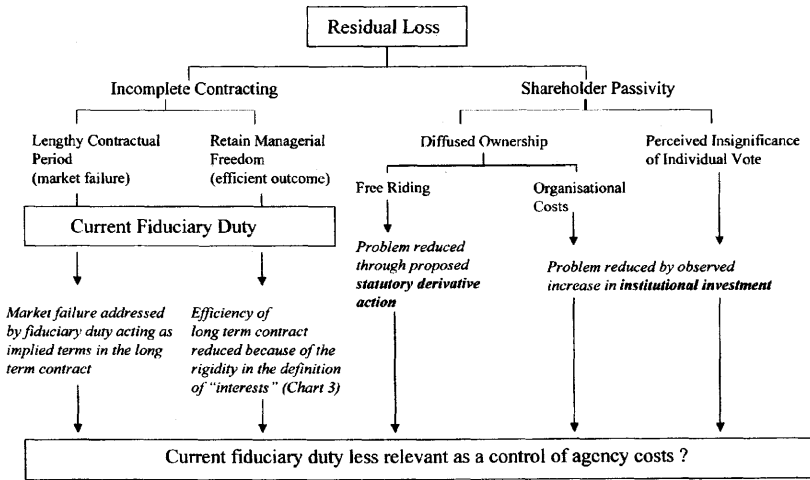 Residual Loss
Incomplete Contracting
Shareholder Passivity
Lengthy Contractual
Period
(market failure)
Retain Managerial
Freedom
(efficient outcome)
Diffused Ownership
Perceived Insignificance
of Individual Vote
Free Riding
Organisational
Costs
Current Fiduciary Duty
Problem reduced
through proposed
statutory derivative
action
Problem reduced by observed
increase in institutional investment
Market failure addressed
by fiduciary duty acting as
implied terms in the long
term contract
Efficiency of
long term contract
reduced because of the
rigidity in the definition
of "interests" (Chart 3)
Current fiduciary duty less relevant as a control of agency costs ?